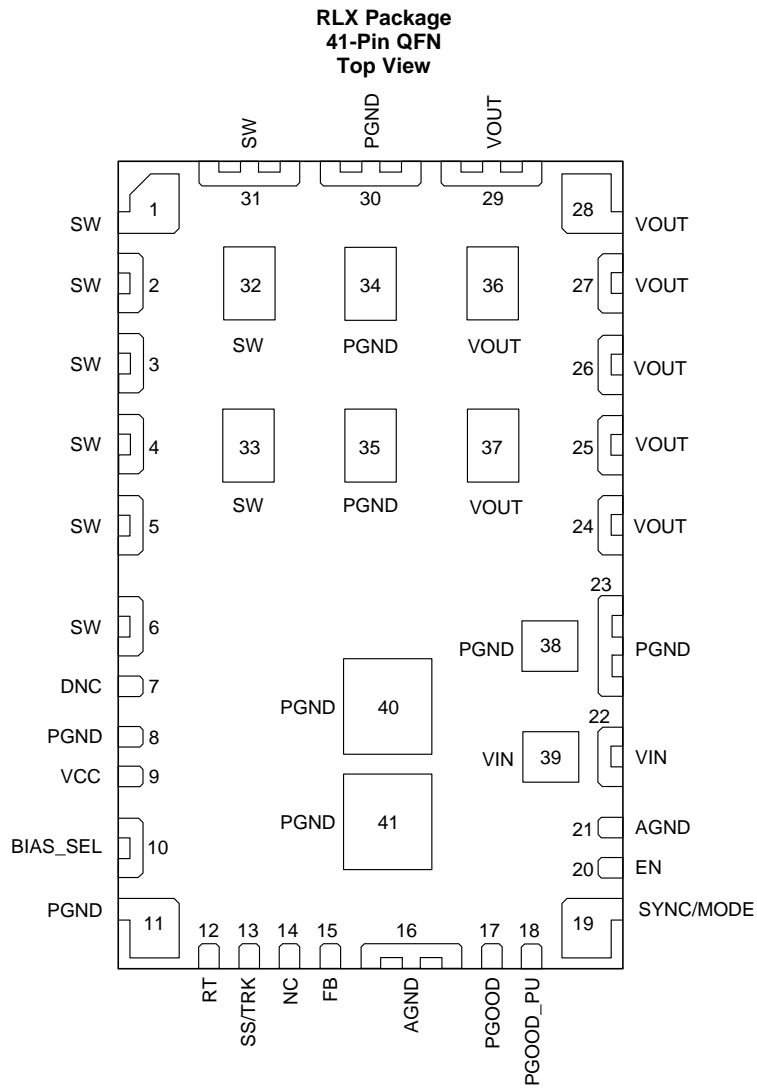 RLX Package
41-Pin QFN
Top View
SW
PGND
VOUT
31
30
29
SW
1
28
VOUT
SW
2
32
34
36
27
VOUT
SW
PGND
VOUT
SW
3
26
VOUT
SW
4
33
35
37
25
VOUT
SW
PGND
VOUT
SW
5
24
VOUT
23
SW
6
PGND
38
PGND
DNC
7
PGND
40
PGND
8
22
VCC
9
VIN
39
VIN
PGND
41
21
AGND
BIAS_SEL
10
20
EN
PGND
11
19
SYNC/MODE
12
13
14
15
16
17
18
RT
SS/TRK
NC
FB
AGND
PGOOD
PGOOD_PU